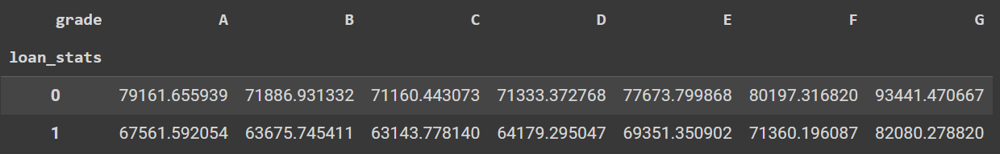 grade A B C D E F G
loan_stats
0 79161.655939 71886.931332 71160.443073 71333.372768 77673.799868 80197.316820 93441.470667
1 67561.592054 63675.745411 63143.778140 64179.295047 69351.350902 71360.196087 82080.278820